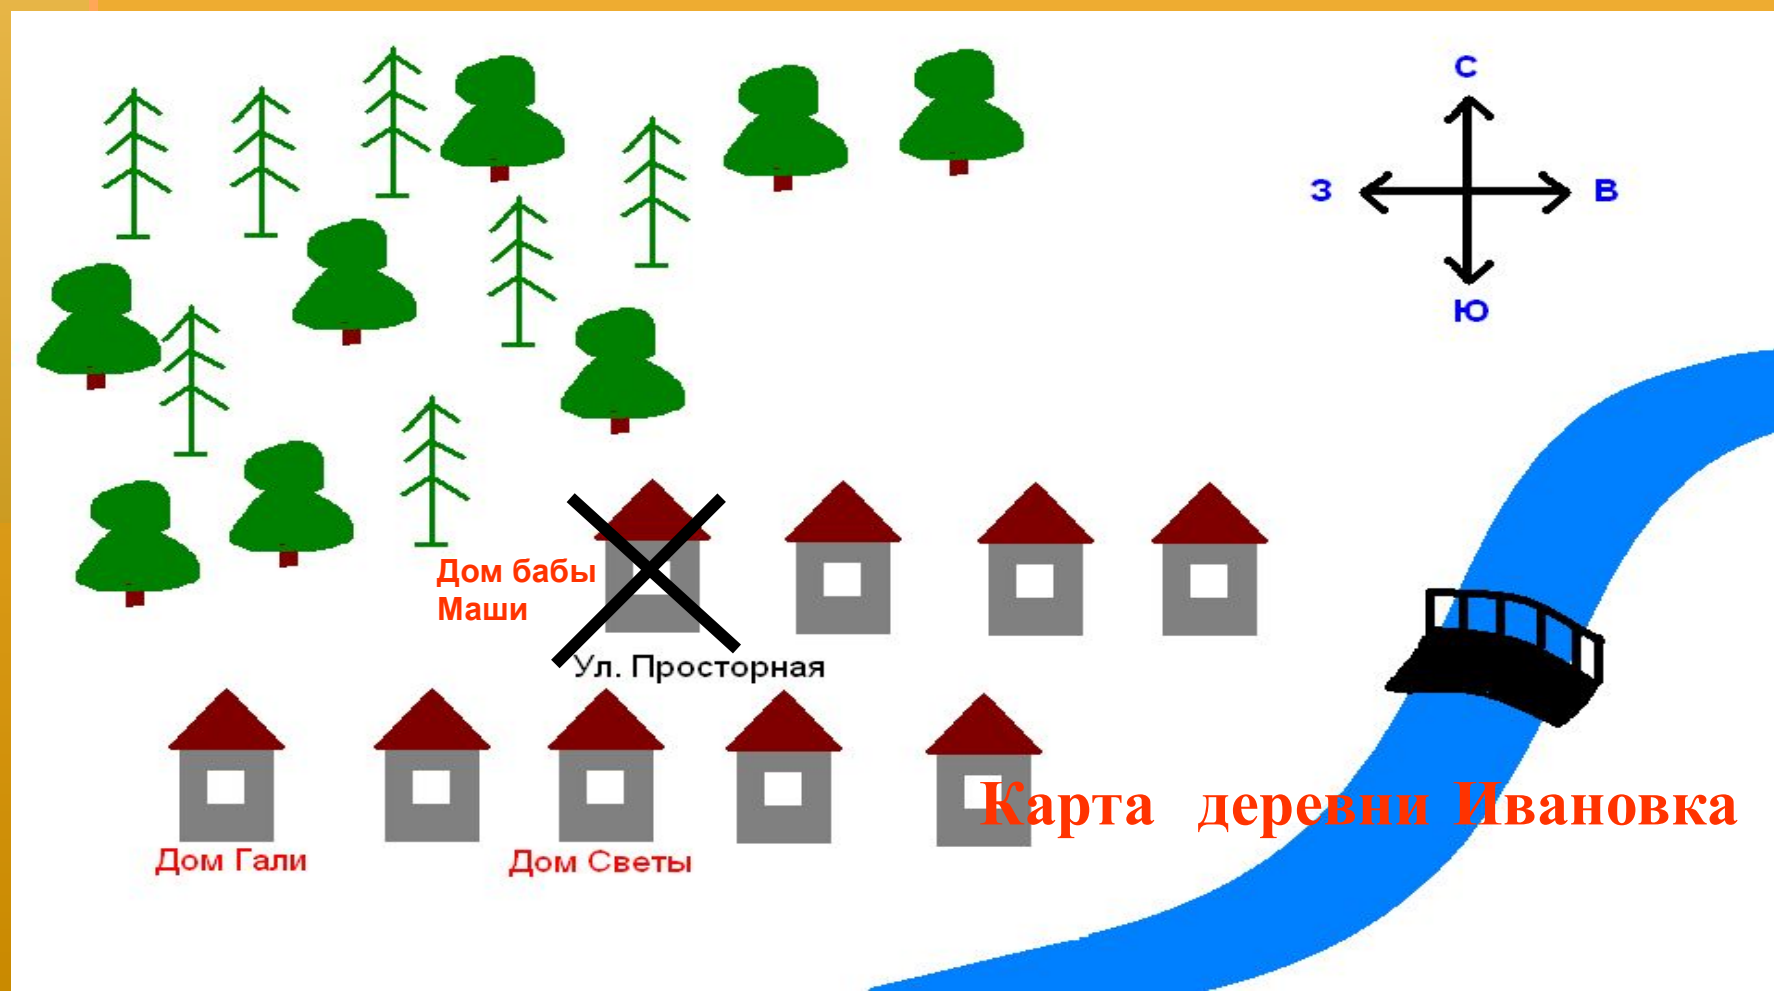 С
З
В
Ю
Дом бабы
Маши
Ул. Просторная
Карта деревни Ивановка
Дом Гали
Дом Светы